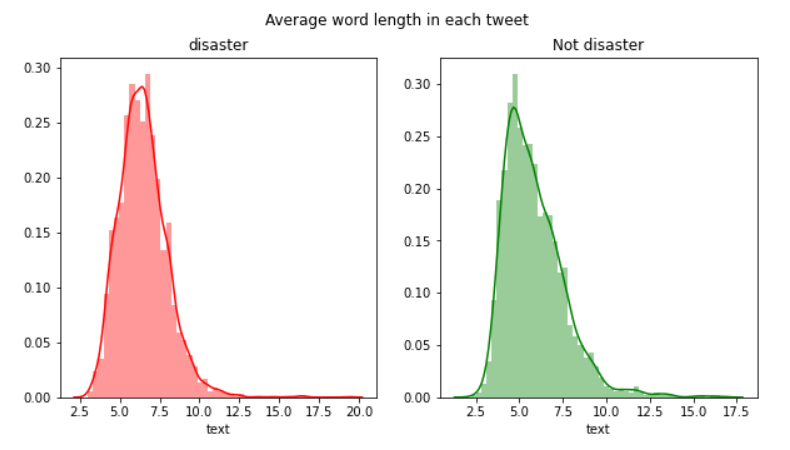 Average word length in each tweet
disaster
Not disaster
0.30
0.25
0.20
0.15
0.10
0.05
0.00
2.5 5.0 7.5 10.0 12.5 15.0 17.5 20.0
text
0.30
0.25
0.20
0.15
0.10
0.05
0.00
2.5 5.0 7.5 10.0 12.5 15.0 17.5
text